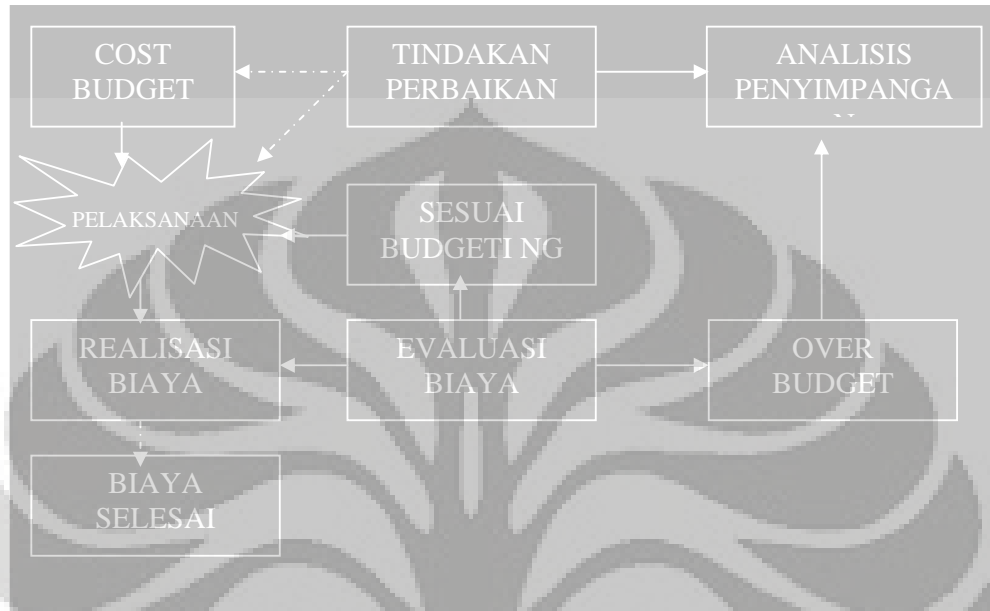 COST
BUDGET
TINDAKAN
PERBAIKAN
ANALISIS
PENYIMPANGA
PELAKSANAAN
SESUAI
BUDGETI NG
REALISASI
BIAYA
EVALUASI
BIAYA
OVER
BUDGET
BIAYA
SELESAI